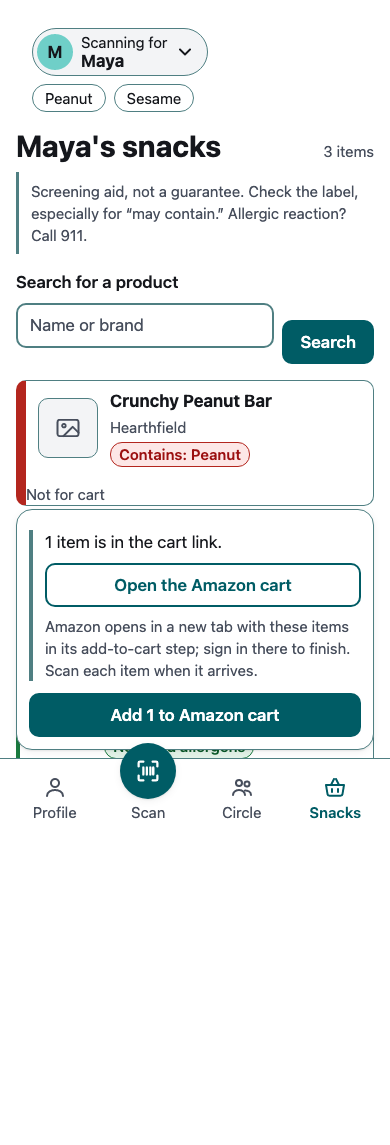 M
Scanning for
Maya
Peanut
Sesame
Maya's snacks
3 items
Screening aid, not a guarantee. Check the label,
especially for “may contain.” Allergic reaction?
Call 911.
Search for a product
Name or brand
Search
Crunchy Peanut Bar
Hearthfield
Contains: Peanut
Not for cart
1 item is in the cart link.
Open the Amazon cart
Amazon opens in a new tab with these items
in its add-to-cart step; sign in there to finish.
Scan each item when it arrives.
Add 1 to Amazon cart
allergens
Profile
Scan
Circle
Snacks